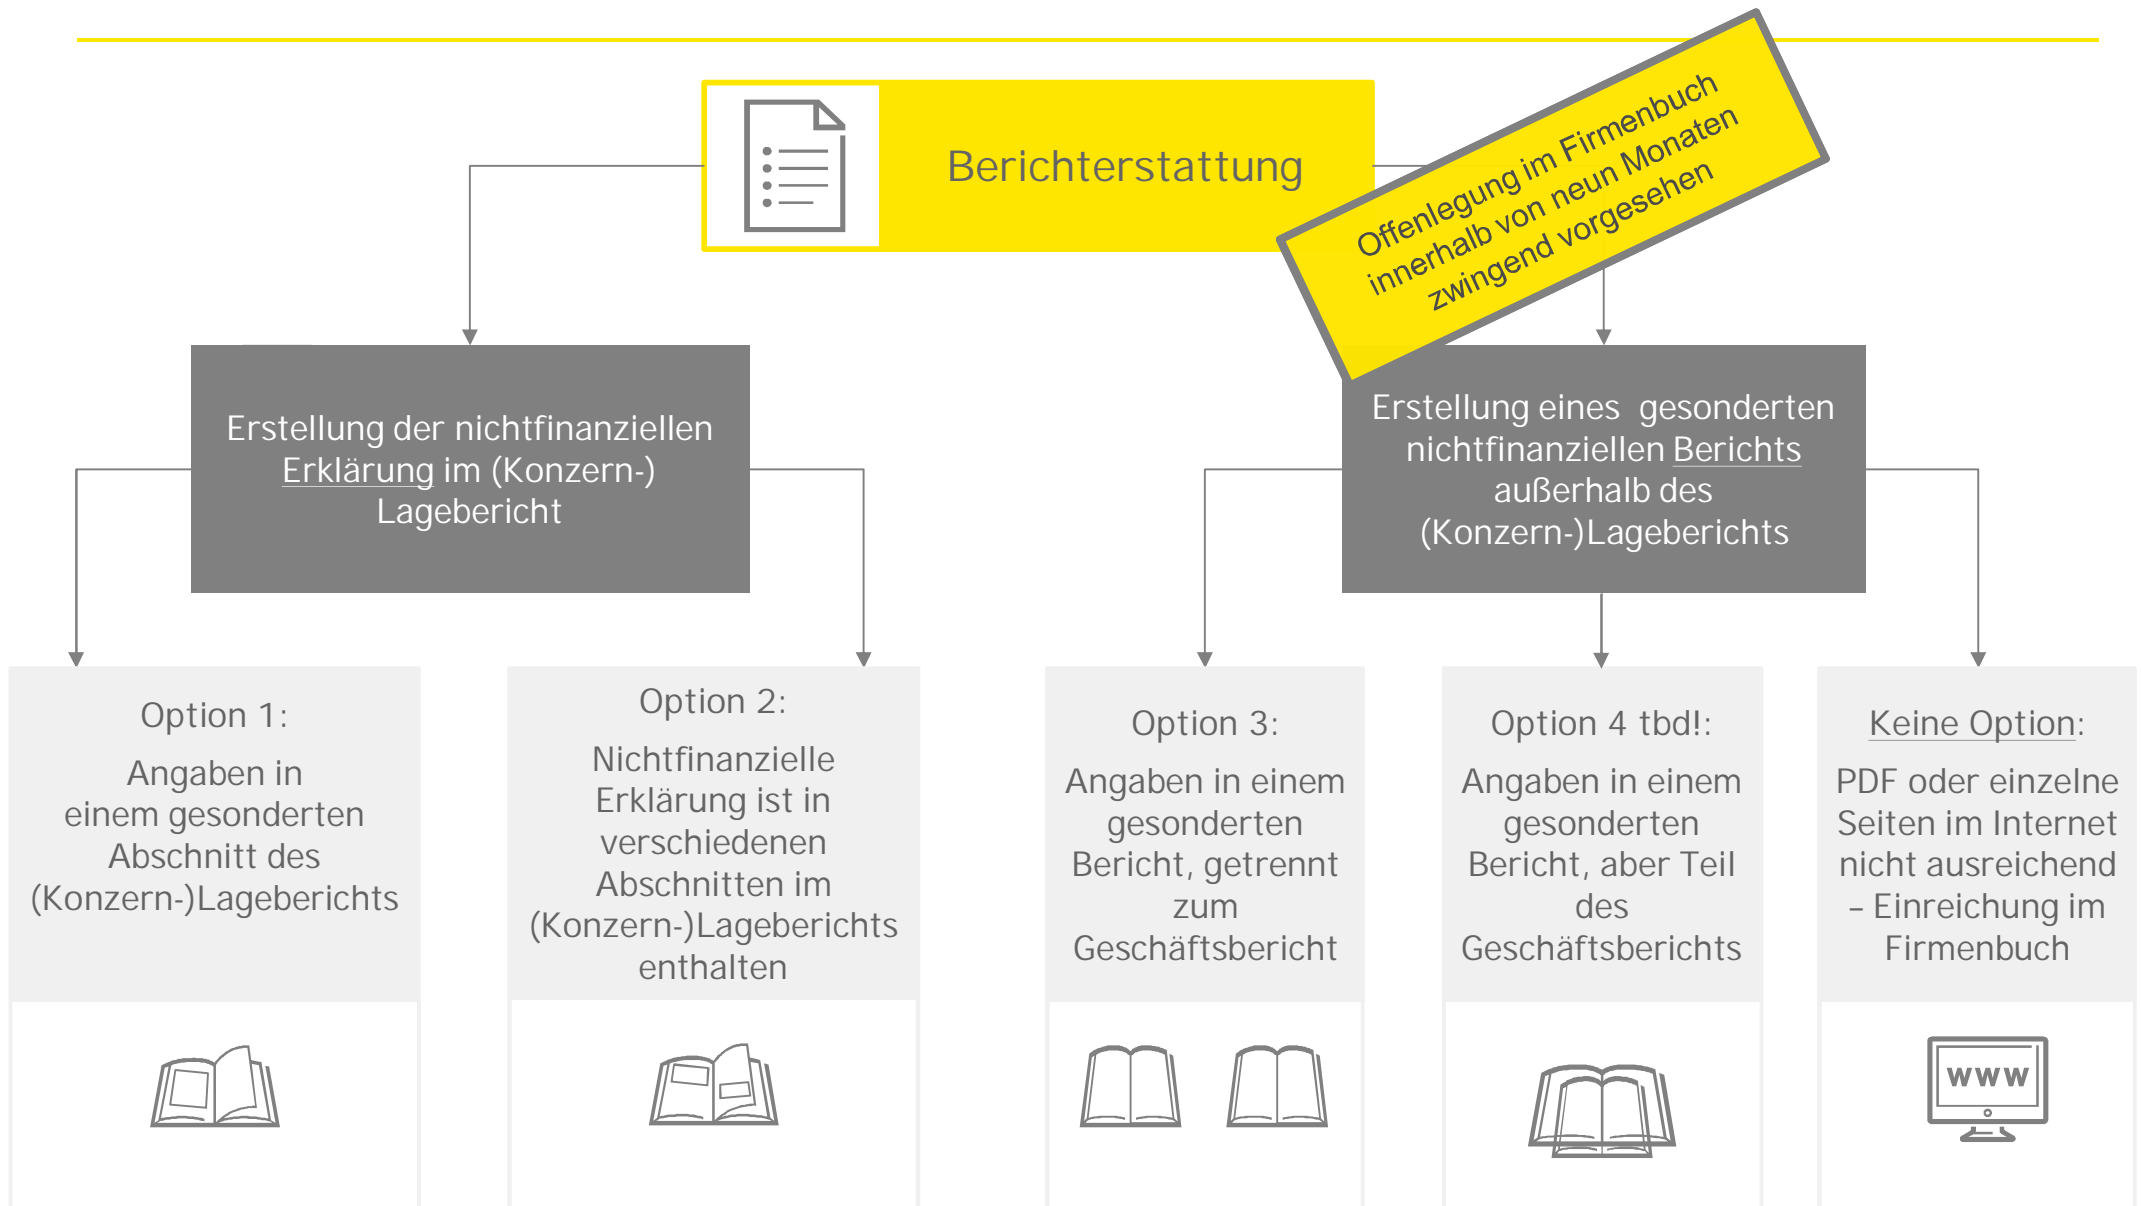 Berichterstattung
Offenlegung im Firmenbuch
innerhalb von neun Monaten
zwingend vorgesehen
Erstellung der nichtfinanziellen
Erklärung im (Konzern-)
Lagebericht
Erstellung eines gesonderten
nichtfinanziellen Berichts
außerhalb des
(Konzern-)Lageberichts
Option 1:
Angaben in
einem gesonderten
Abschnitt des
(Konzern-)Lageberichts
Option 2:
Nichtfinanzielle
Erklärung ist in
verschiedenen
Abschnitten im
(Konzern-)Lageberichts
enthalten
Option 3:
Angaben in einem
gesonderten
Bericht, getrennt
zum
Geschäftsbericht
Option 4 tbd!:
Angaben in einem
gesonderten
Bericht, aber Teil
des
Geschäftsberichts
Keine Option:
PDF oder einzelne
Seiten im Internet
nicht ausreichend
– Einreichung im
Firmenbuch
WWW